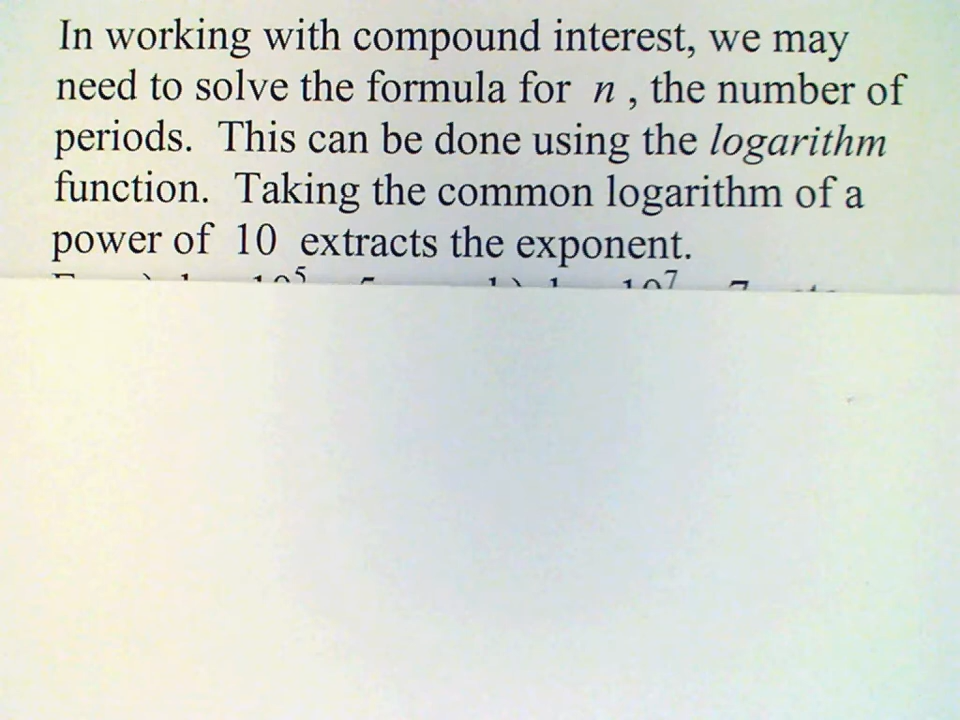 In working with compound interest, we may
need to solve the formula for n , the number of
periods. This can be done using the logarithm
function. Taking the common logarithm of a
power of 10 extracts the exponent.